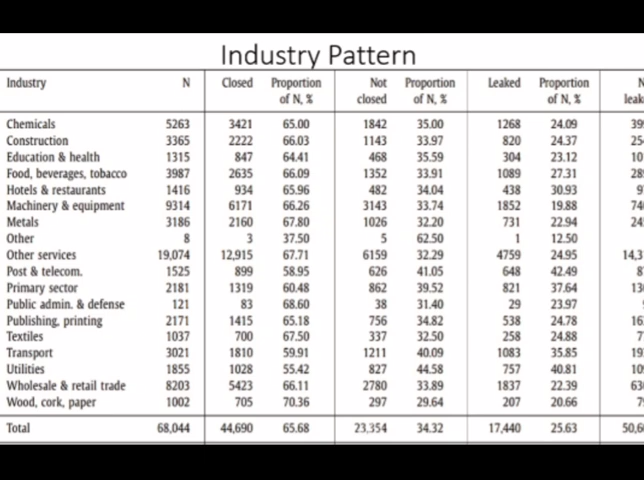 Industry Pattern
Industry N Closed Proportion of N, % Not closed Proportion of N, % Leaked Proportion of N, %
Chemicals 5263 3421 65.00 1842 35.00 1268 24.09
Construction 3365 2222 66.03 1143 33.97 820 24.37
Education & health 1315 847 64.41 468 35.59 304 23.12
Food, beverages, tobacco 3987 2635 66.09 1352 33.91 1089 27.31
Hotels & restaurants 1416 934 65.96 482 34.04 438 30.93
Machinery & equipment 9314 6171 66.26 3143 33.74 1852 19.88
Metals 3186 2160 67.80 1026 32.20 731 22.94
Other 8 3 37.50 5 62.50 1 12.50
Other services 19,074 12,915 67.71 6159 32.29 4759 24.95
Post & telecom. 1525 899 58.95 626 41.05 648 42.49
Primary sector 2181 1319 60.48 862 39.52 821 37.64
Public admin. & defense 121 83 68.60 38 31.40 29 23.97
Publishing, printing 2171 1415 65.18 756 34.82 538 24.78
Textiles 1037 700 67.50 337 32.50 258 24.88
Transport 3021 1810 59.91 1211 40.09 1083 35.85
Utilities 1855 1028 55.42 827 44.58 757 40.81
Wholesale & retail trade 8203 5423 66.11 2780 33.89 1837 22.39
Wood, cork, paper 1002 705 70.36 297 29.64 207 20.66
Total 68,044 44,690 65.68 23,354 34.32 17,440 25.63